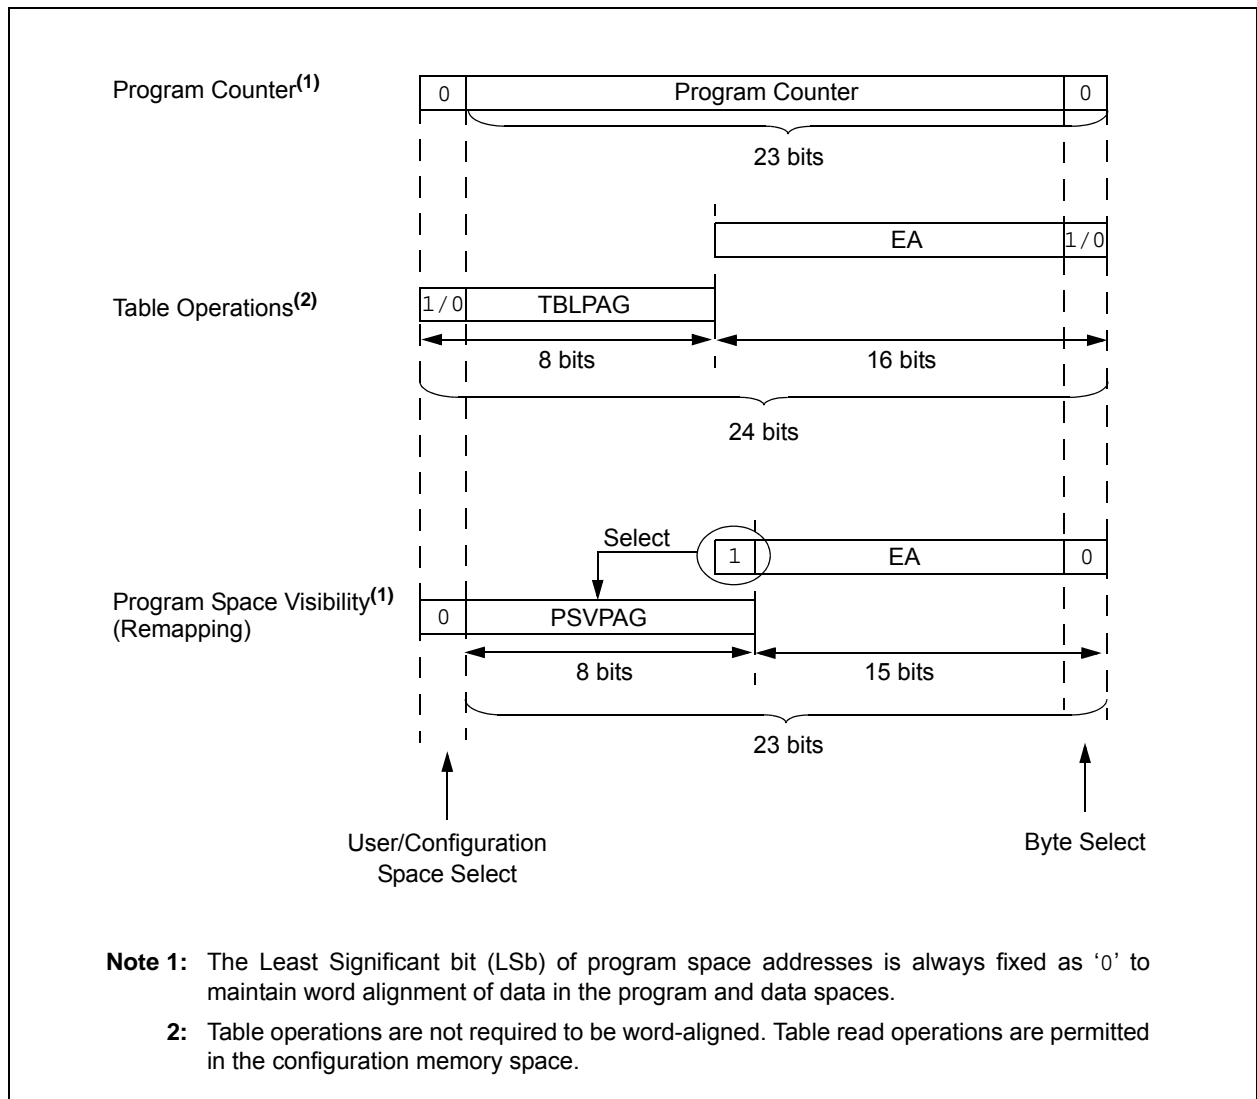 Program Counter(1)
0 Program Counter 0
23 bits
EA 1/0
Table Operations(2)
1/0 TBLPAG
8 bits 16 bits
24 bits
Select
1 EA 0
Program Space Visibility(1)
(Remapping)
0 PSVPAG
8 bits 15 bits
23 bits
User/Configuration
Space Select
Byte Select
Note 1: The Least Significant bit (LSb) of program space addresses is always fixed as ‘0’ to
maintain word alignment of data in the program and data spaces.
2: Table operations are not required to be word-aligned. Table read operations are permitted
in the configuration memory space.